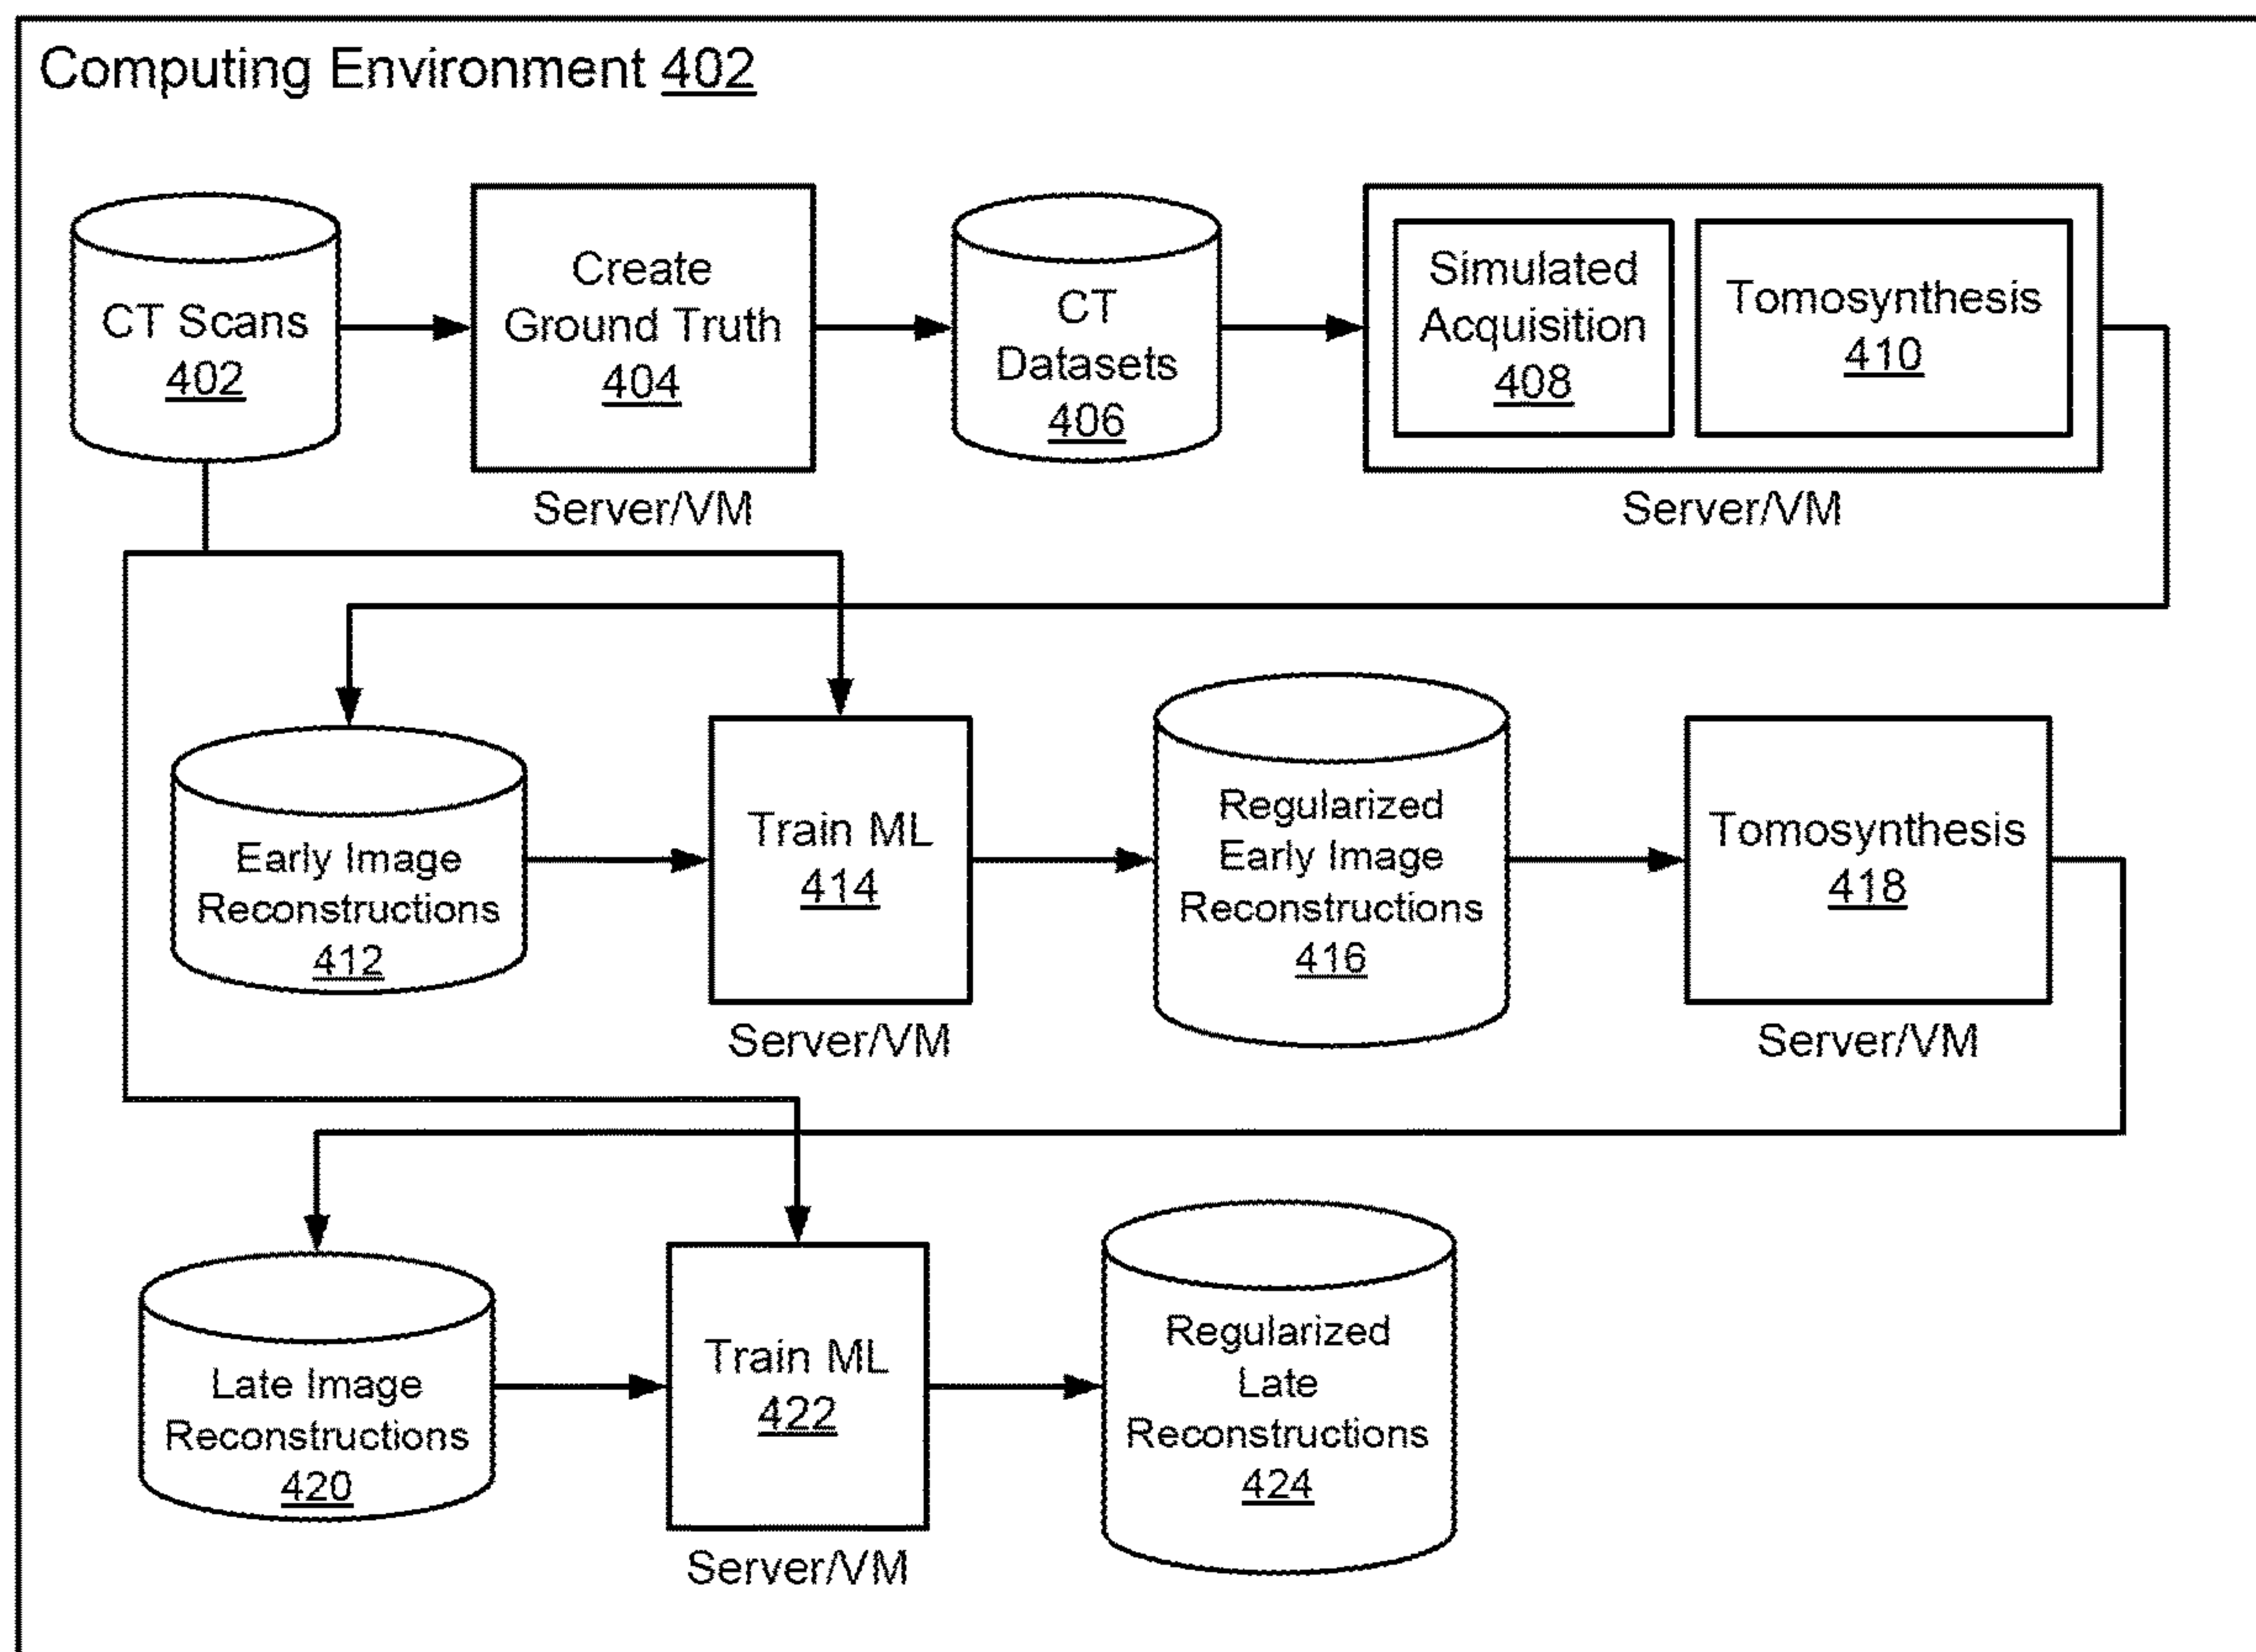 Computing Environment 402
CT Scans
402
Create
Ground Truth
404
Server/VM
CT
Datasets
406
Simulated
Acquisition
408
Tomosynthesis
410
Server/VM
Early Image
Reconstructions
412
Train ML
414
Server/VM
Regularized
Early Image
Reconstructions
416
Tomosynthesis
418
Server/VM
Late Image
Reconstructions
420
Train ML
422
Server/VM
Regularized
Late
Reconstructions
424